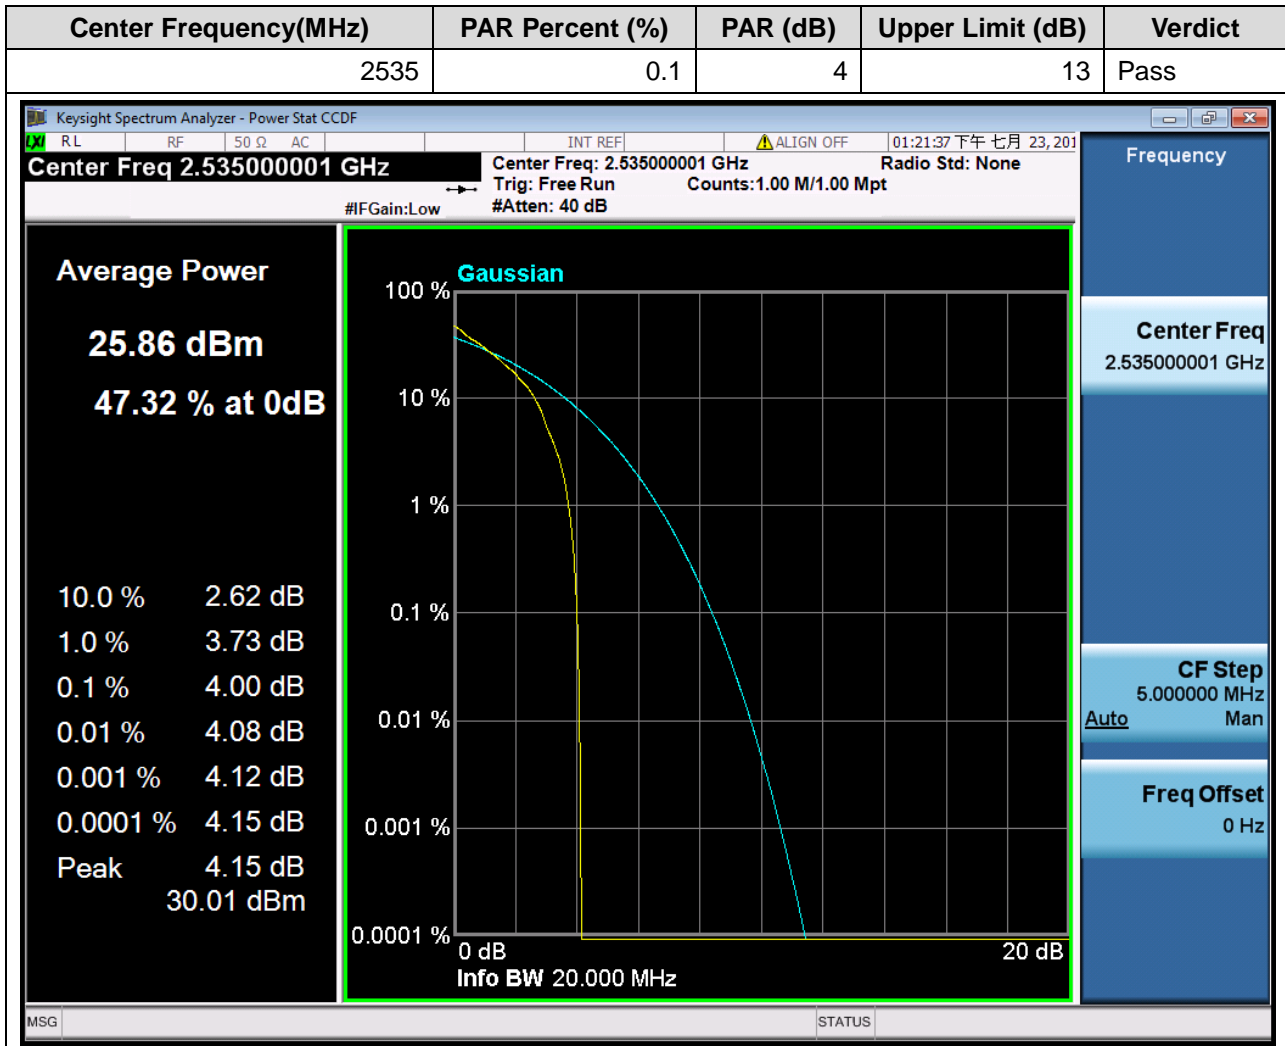 Center Frequency(MHz) PAR Percent (%) PAR (dB) Upper Limit (dB) Verdict
2535 0.1 4 13 Pass
Keysight Spectrum Analyzer - Power Stat CCDF
LXI RL RF 50 Ω AC INT REF ALIGN OFF 01:21:37 下午 七月 23, 201
Center Freq 2.535000001 GHz
Center Freq: 2.535000001 GHz Radio Std: None
Trig: Free Run Counts:1.00 M/1.00 Mpt
#IFGain:Low #Atten: 40 dB
Average Power
25.86 dBm
47.32 % at 0dB
10.0 % 2.62 dB
1.0 % 3.73 dB
0.1 % 4.00 dB
0.01 % 4.08 dB
0.001 % 4.12 dB
0.0001 % 4.15 dB
Peak 4.15 dB
30.01 dBm
Gaussian
100 %
10 %
1 %
0.1 %
0.01 %
0.001 %
0.0001 %
0 dB 20 dB
Info BW 20.000 MHz
Frequency
Center Freq
2.535000001 GHz
CF Step
5.000000 MHz
Auto Man
Freq Offset
0 Hz
MSG STATUS